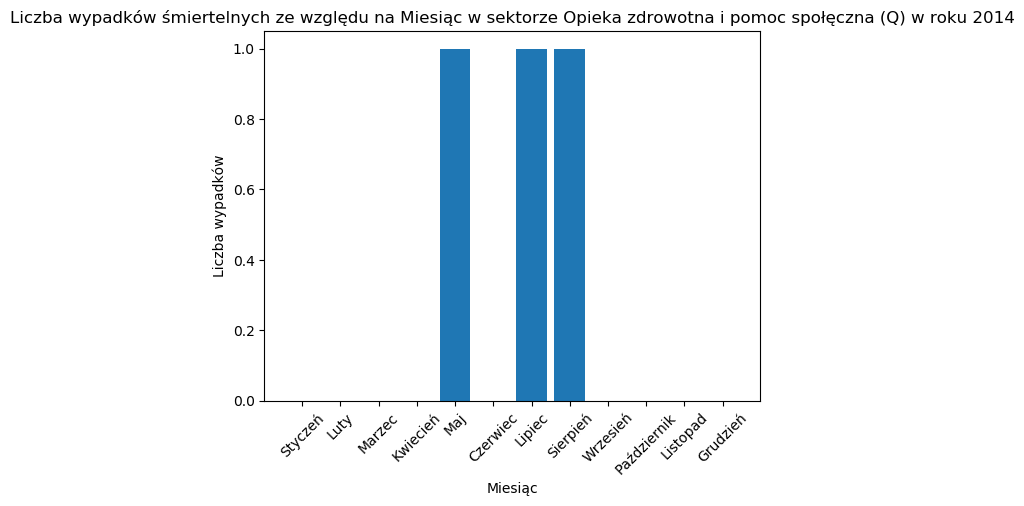 Liczba wypadków śmiertelnych ze względu na Miesiąc w sektorze Opieka zdrowotna i pomoc społęczna (Q) w roku 2014
1.0
0.8
0.6
0.4
0.2
0.0
Liczba wypadków
Styczeń
Luty
Marzec
Kwiecień
Maj
Czerwiec
Lipiec
Sierpień
Wrzesień
Październik
Listopad
Grudzień
Miesiąc